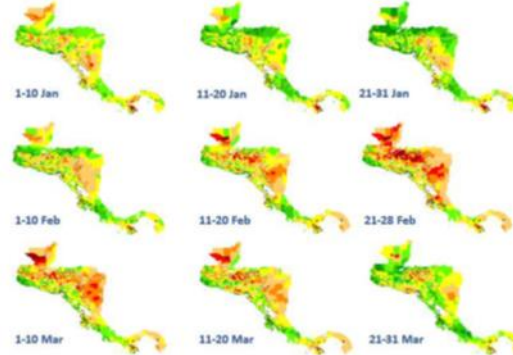 1-10 Jan
11-20 Jan
21-31 Jan
1-10 Feb
11-20 Feb
21-28 Feb
1-10 Mar
11-20 Mar
21-31 Mar